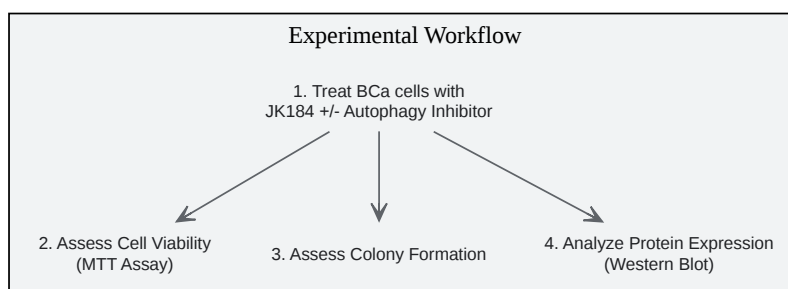 Experimental Workflow
1. Treat BCa cells with
JK184 +/- Autophagy Inhibitor
2. Assess Cell Viability
(MTT Assay)
3. Assess Colony Formation
4. Analyze Protein Expression
(Western Blot)